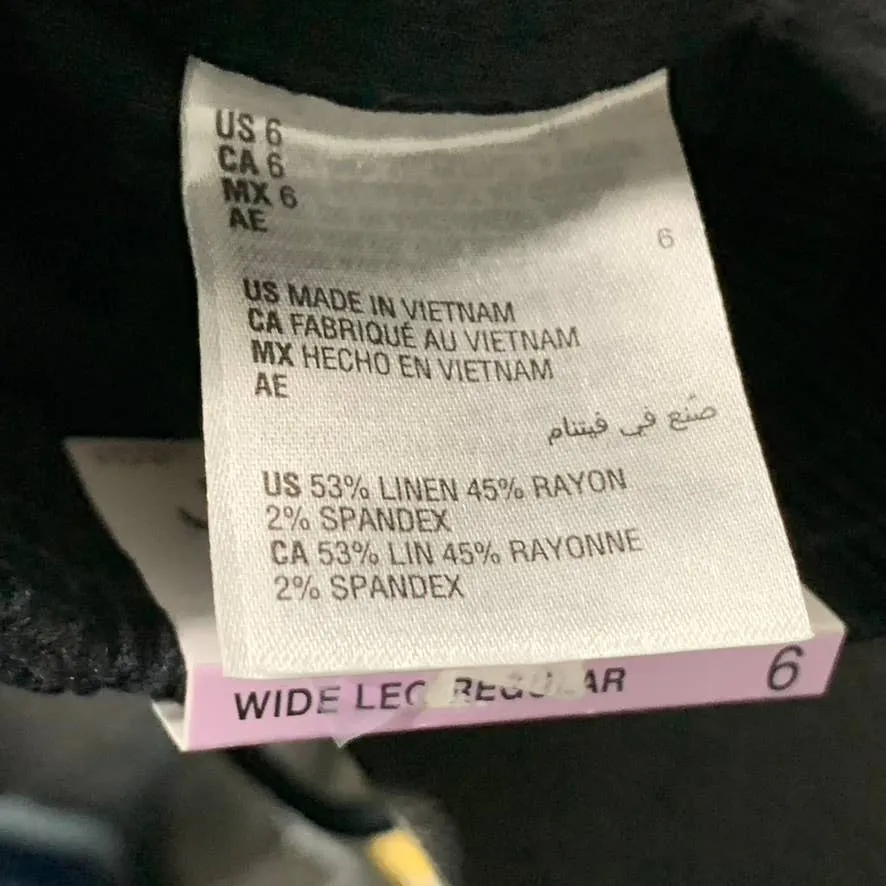 US 6
CA 6
MX 6
AE
6
US MADE IN VIETNAM
CA FABRIQUÉ AU VIETNAM
MX HECHO EN VIETNAM
AE
صنّع في فيتنام
US 53% LINEN 45% RAYON
2% SPANDEX
CA 53% LIN 45% RAYONNE
2% SPANDEX
WIDE LEG REGULAR 6